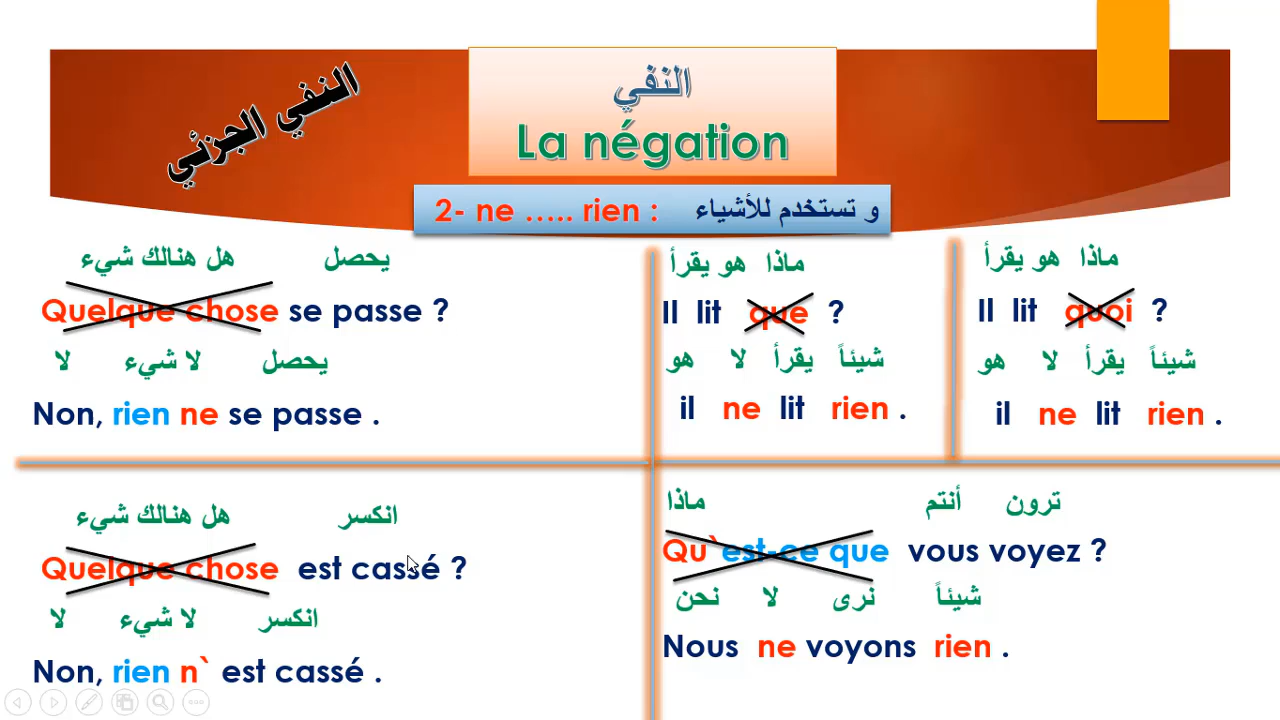 النفي الجزئي
النفي
La négation
2- ne ..... rien : و تستخدم للأشياء
هل هنالك شيء يحصل
Quelque chose se passe ?
لا لا شيء يحصل
Non, rien ne se passe .
ماذا هو يقرأ
Il lit que ?
هو لا يقرأ شيئاً
il ne lit rien .
ماذا هو يقرأ
Il lit quoi ?
هو لا يقرأ شيئاً
il ne lit rien .
هل هنالك شيء انكسر
Quelque chose est cassé ?
لا لا شيء انكسر
Non, rien n` est cassé .
ماذا أنتم ترون
Qu`est-ce que vous voyez ?
نحن لا نرى شيئاً
Nous ne voyons rien .